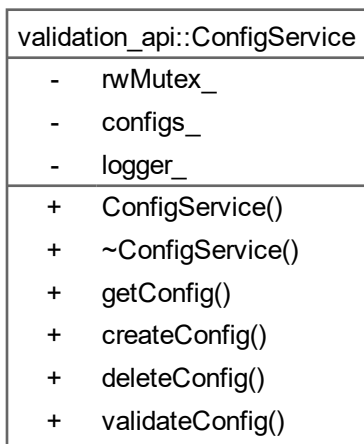 validation_api::ConfigService
- rwMutex_
- configs_
- logger_
+ ConfigService()
+ ~ConfigService()
+ getConfig()
+ createConfig()
+ deleteConfig()
+ validateConfig()